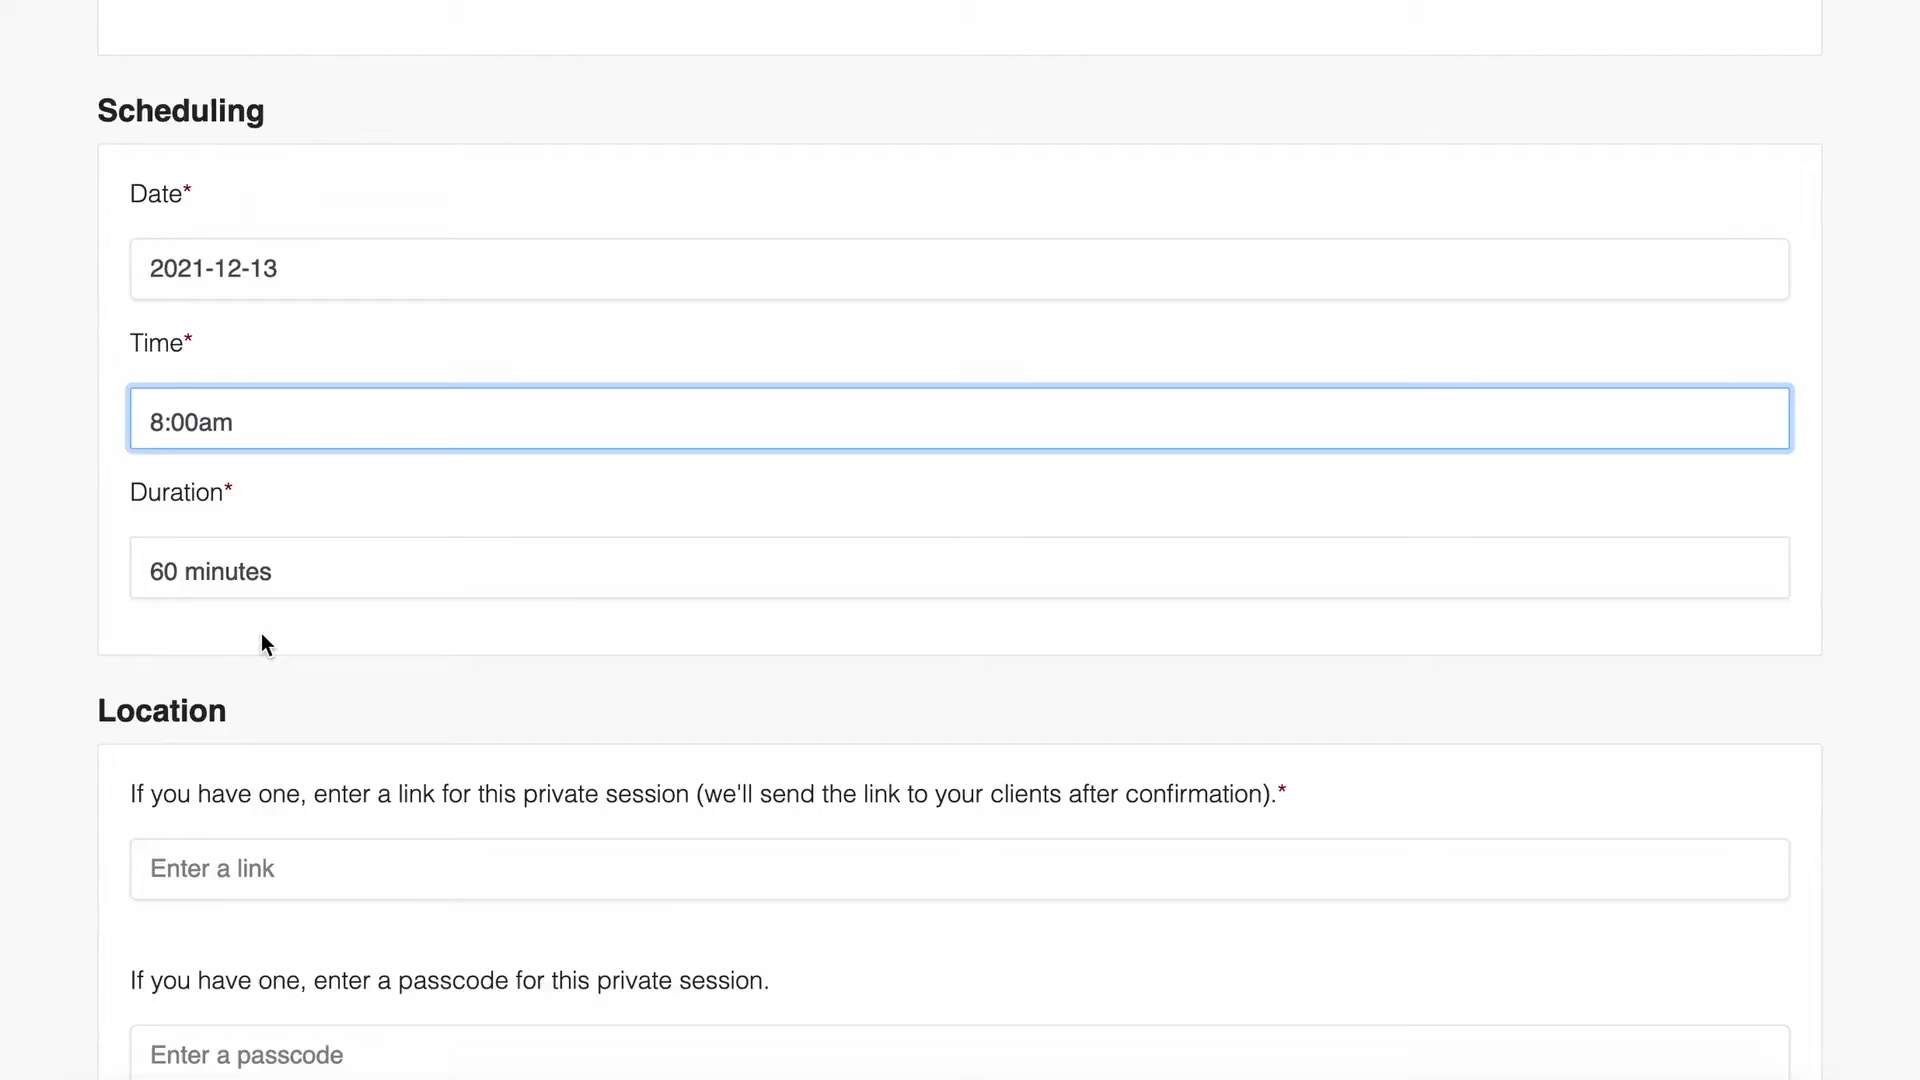 Scheduling
Date*
2021-12-13
Time*
8:00am
Duration*
60 minutes
Location
If you have one, enter a link for this private session (we'll send the link to your clients after confirmation).*
Enter a link
If you have one, enter a passcode for this private session.
Enter a passcode